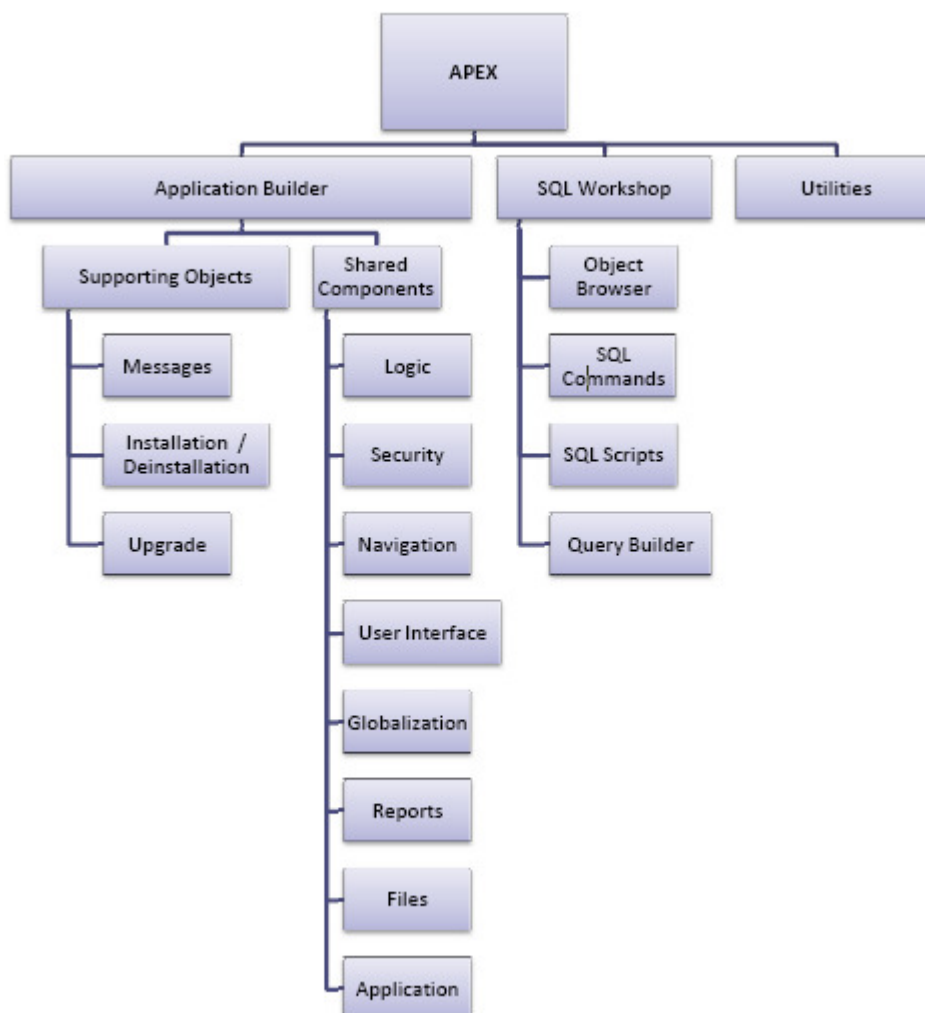 APEX
Application Builder
SQL Workshop
Utilities
Supporting Objects
Shared
Components
Messages
Installation /
Deinstallation
Upgrade
Logic
Security
Navigation
User Interface
Globalization
Reports
Files
Application
Object
Browser
SQL
Commands
SQL Scripts
Query Builder